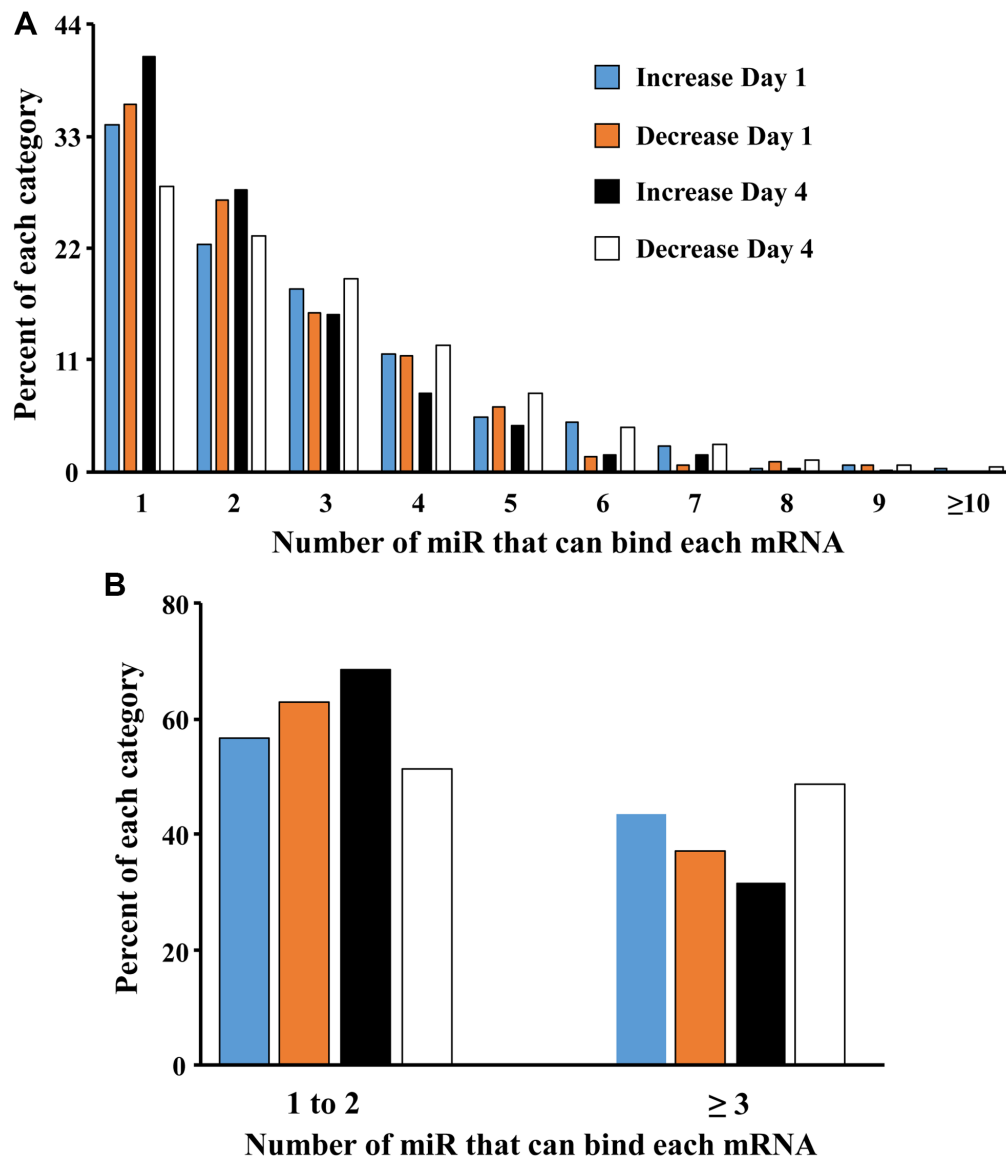 A
44
33
22
11
0
Percent of each category
Increase Day 1
Decrease Day 1
Increase Day 4
Decrease Day 4
1 2 3 4 5 6 7 8 9 ≥10
Number of miR that can bind each mRNA
B
80
60
40
20
0
Percent of each category
1 to 2 ≥ 3
Number of miR that can bind each mRNA